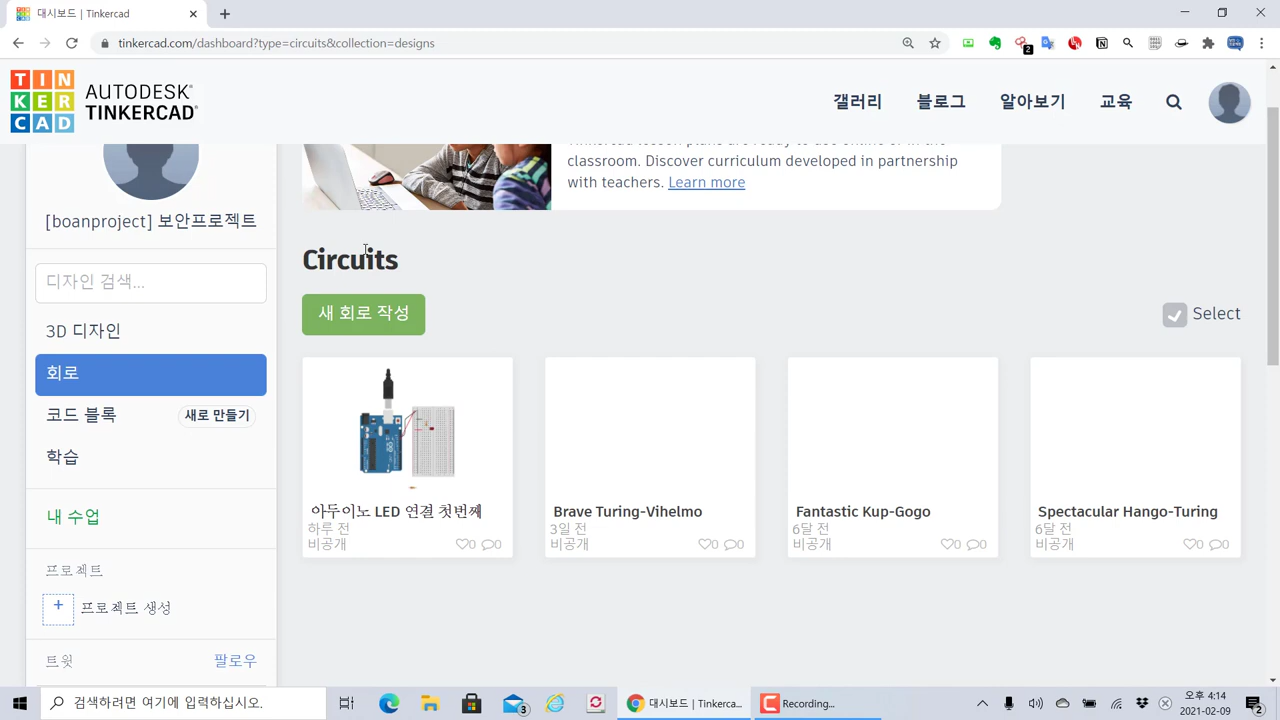 대시보드 | Tinkercad
tinkercad.com/dashboard?type=circuits&collection=designs
2
TIN
KER
CAD
AUTODESK
TINKERCAD
갤러리 블로그 알아보기 교육
classroom. Discover curriculum developed in partnership
with teachers. Learn more
[boanproject] 보안프로젝트
디자인 검색...
3D 디자인
회로
코드 블록 새로 만들기
학습
내 수업
프로젝트
+ 프로젝트 생성
트윗 팔로우
Circuits
새 회로 작성
Select
아두이노 LED 연결 첫번째
하루 전
비공개 0 0
Brave Turing-Vihelmo
3일 전
비공개 0 0
Fantastic Kup-Gogo
6달 전
비공개 0 0
Spectacular Hango-Turing
6달 전
비공개 0 0
검색하려면 여기에 입력하십시오.
3
대시보드 | Tinkerca...
Recording...
오후 4:14
2021-02-09
2